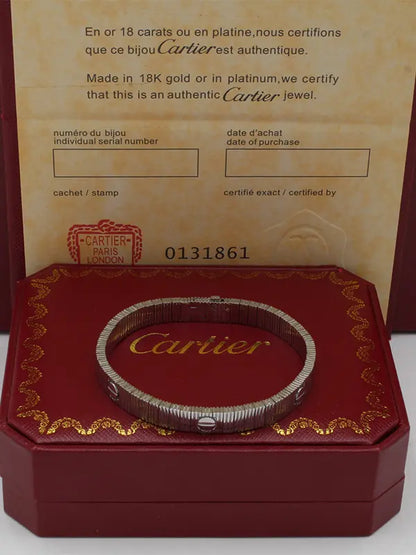 En or 18 carats ou en platine,nous certifions
que ce bijou Cartier est authentique.
Made in 18K gold or in platinum,we certify
that this is an authentic Cartier jewel.
numéro du bijou
individual serial number
date d'achat
date of purchase
cachet / stamp
certifié exact / certified by
CARTIER
PARIS
LONDON
0131861
Cartier